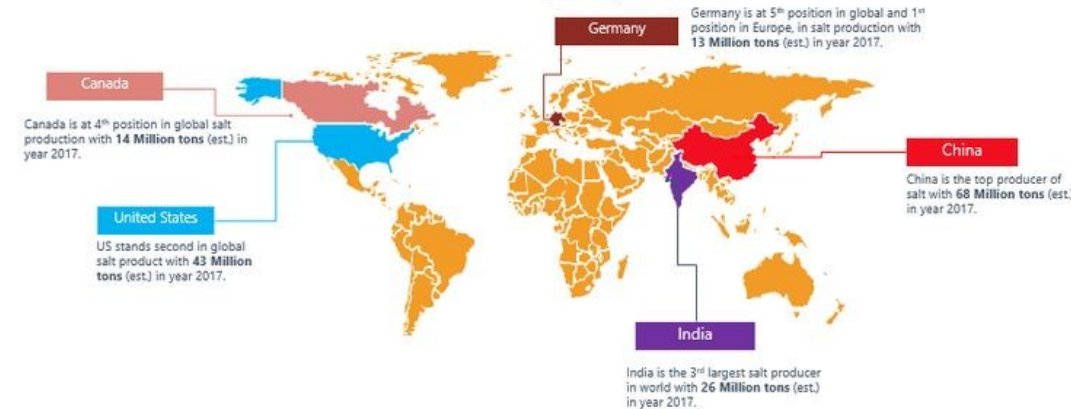 Germany
Germany is at 5th position in global and 1st
position in Europe, in salt production with
13 Million tons (est.) in year 2017.
Canada
Canada is at 4th position in global salt
production with 14 Million tons (est.) in
year 2017.
China
China is the top producer of
salt with 68 Million tons (est.)
in year 2017.
United States
US stands second in global
salt product with 43 Million
tons (est.) in year 2017.
India
India is the 3rd largest salt producer
in world with 26 Million tons (est.)
in year 2017.